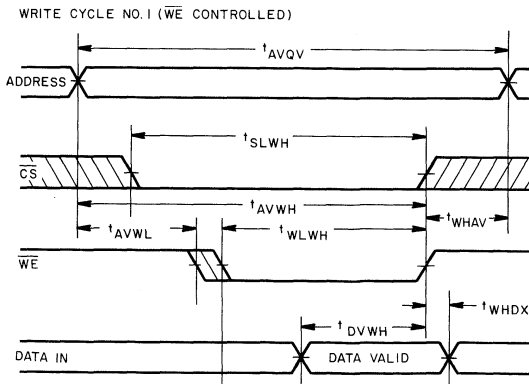 WRITE CYCLE NO. 1 (WE CONTROLLED)
tAVQV
ADDRESS
tSLWH
CS
tAVWH
tAVWL
tWLWH
tWHAV
WE
tWHDX
tDVWH
DATA IN
DATA VALID